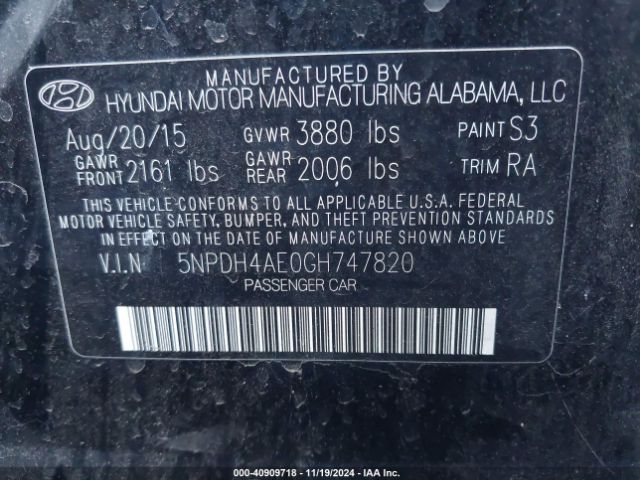 MANUFACTURED BY
HYUNDAI MOTOR MANUFACTURING ALABAMA, LLC
Aug/20/15 GVWR 3880 lbs PAINT S3
GAWR FRONT 2161 lbs GAWR REAR 2006 lbs TRIM RA
THIS VEHICLE CONFORMS TO ALL APPLICABLE U.S.A. FEDERAL
MOTOR VEHICLE SAFETY, BUMPER, AND THEFT PREVENTION STANDARDS
IN EFFECT ON THE DATE OF MANUFACTURE SHOWN ABOVE
V.I.N 5NPDH4AE0GH747820
PASSENGER CAR
000-40909718 - 11/19/2024 - IAA Inc.